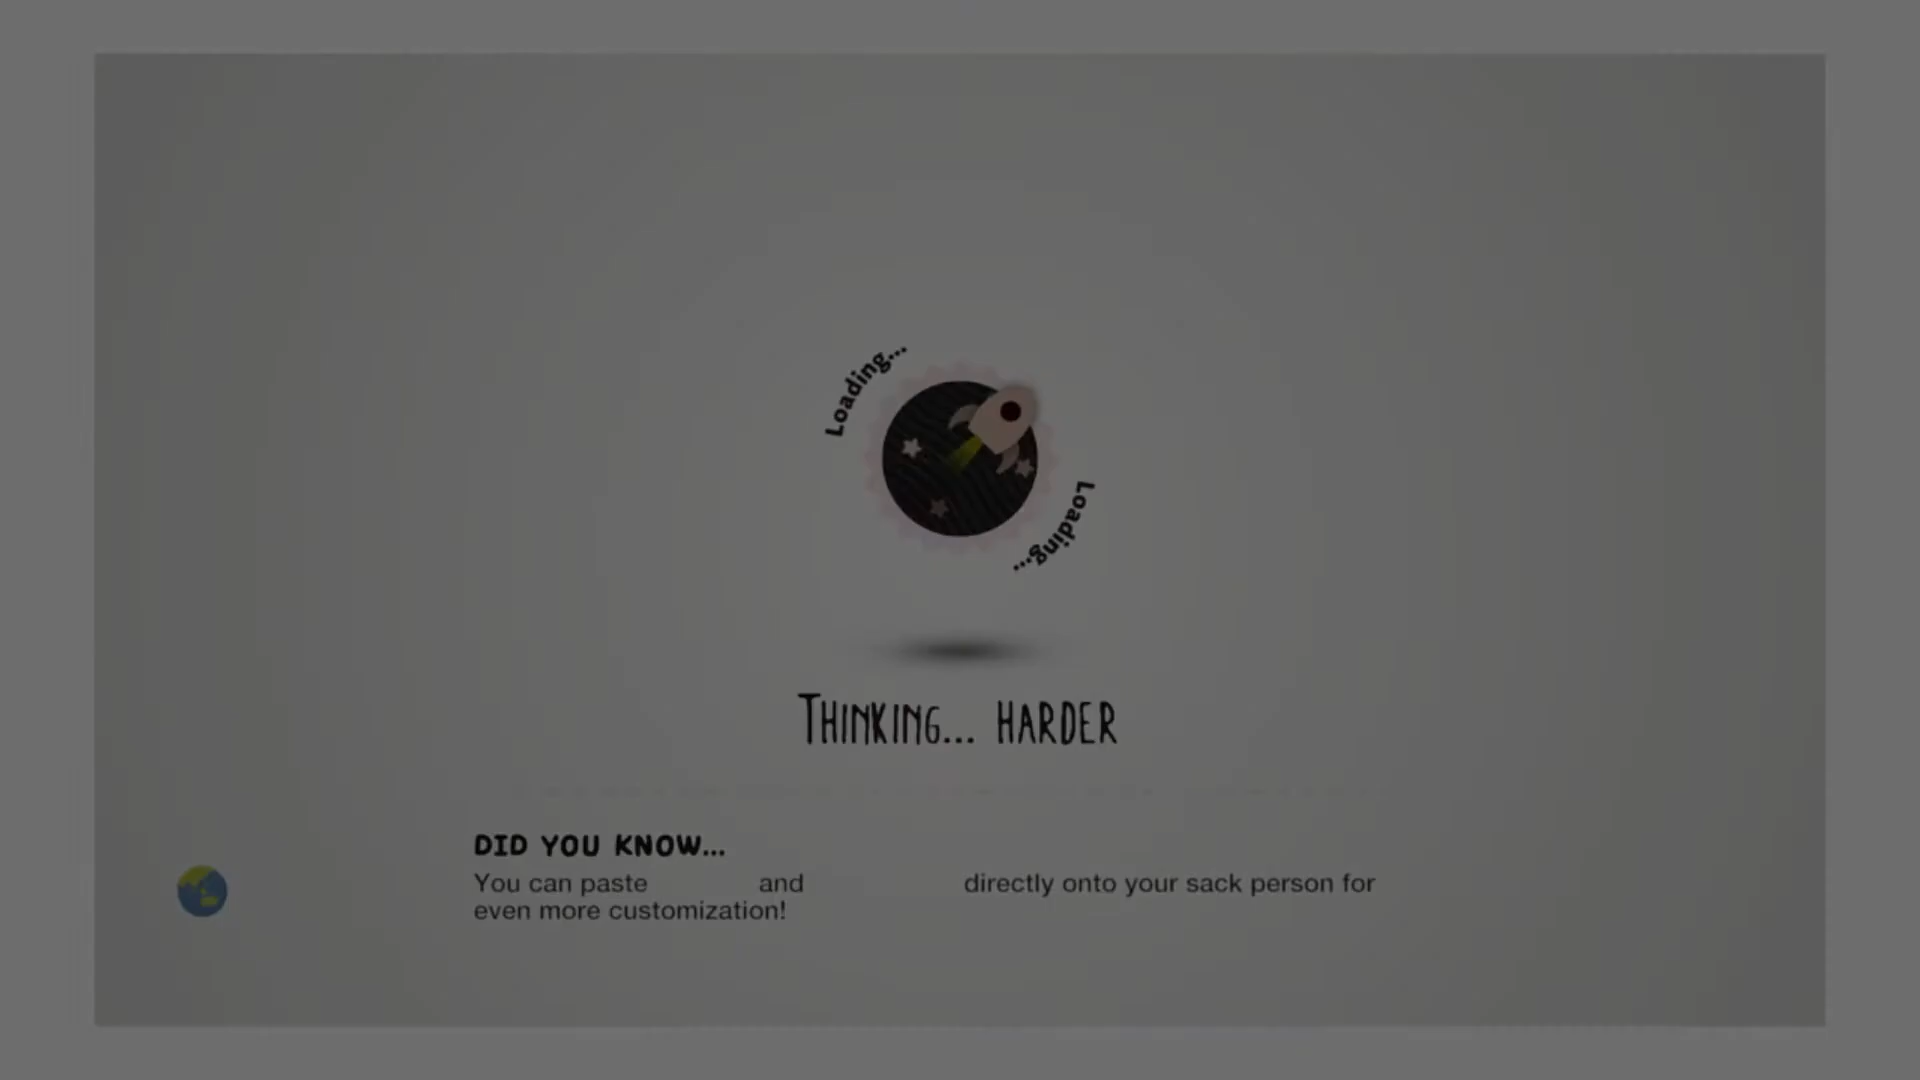 Loading...
Loading...
THINKING... HARDER
DID YOU KNOW...
You can paste and directly onto your sack person for
even more customization!